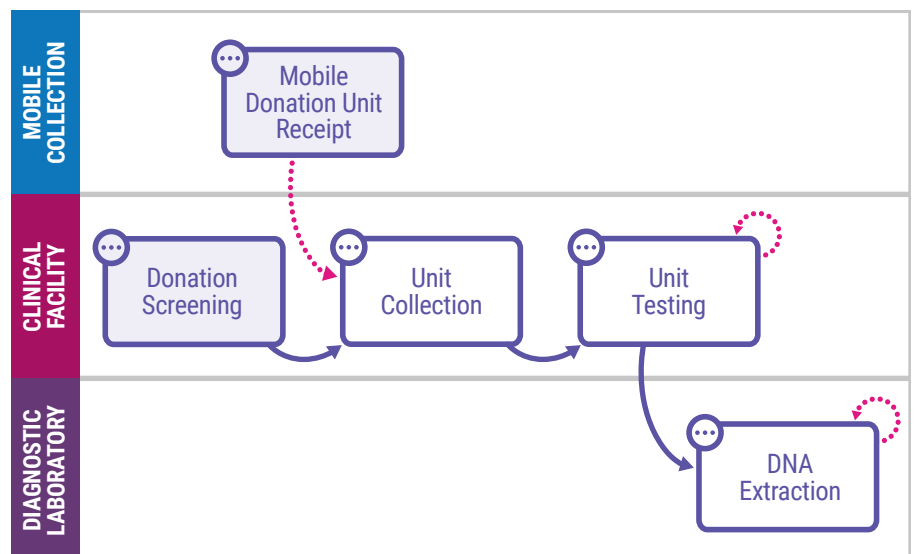 MOBILE
COLLECTION
Mobile
Donation Unit
Receipt
CLINICAL
FACILITY
Donation
Screening
Unit
Collection
Unit
Testing
DIAGNOSTIC
LABORATORY
DNA
Extraction